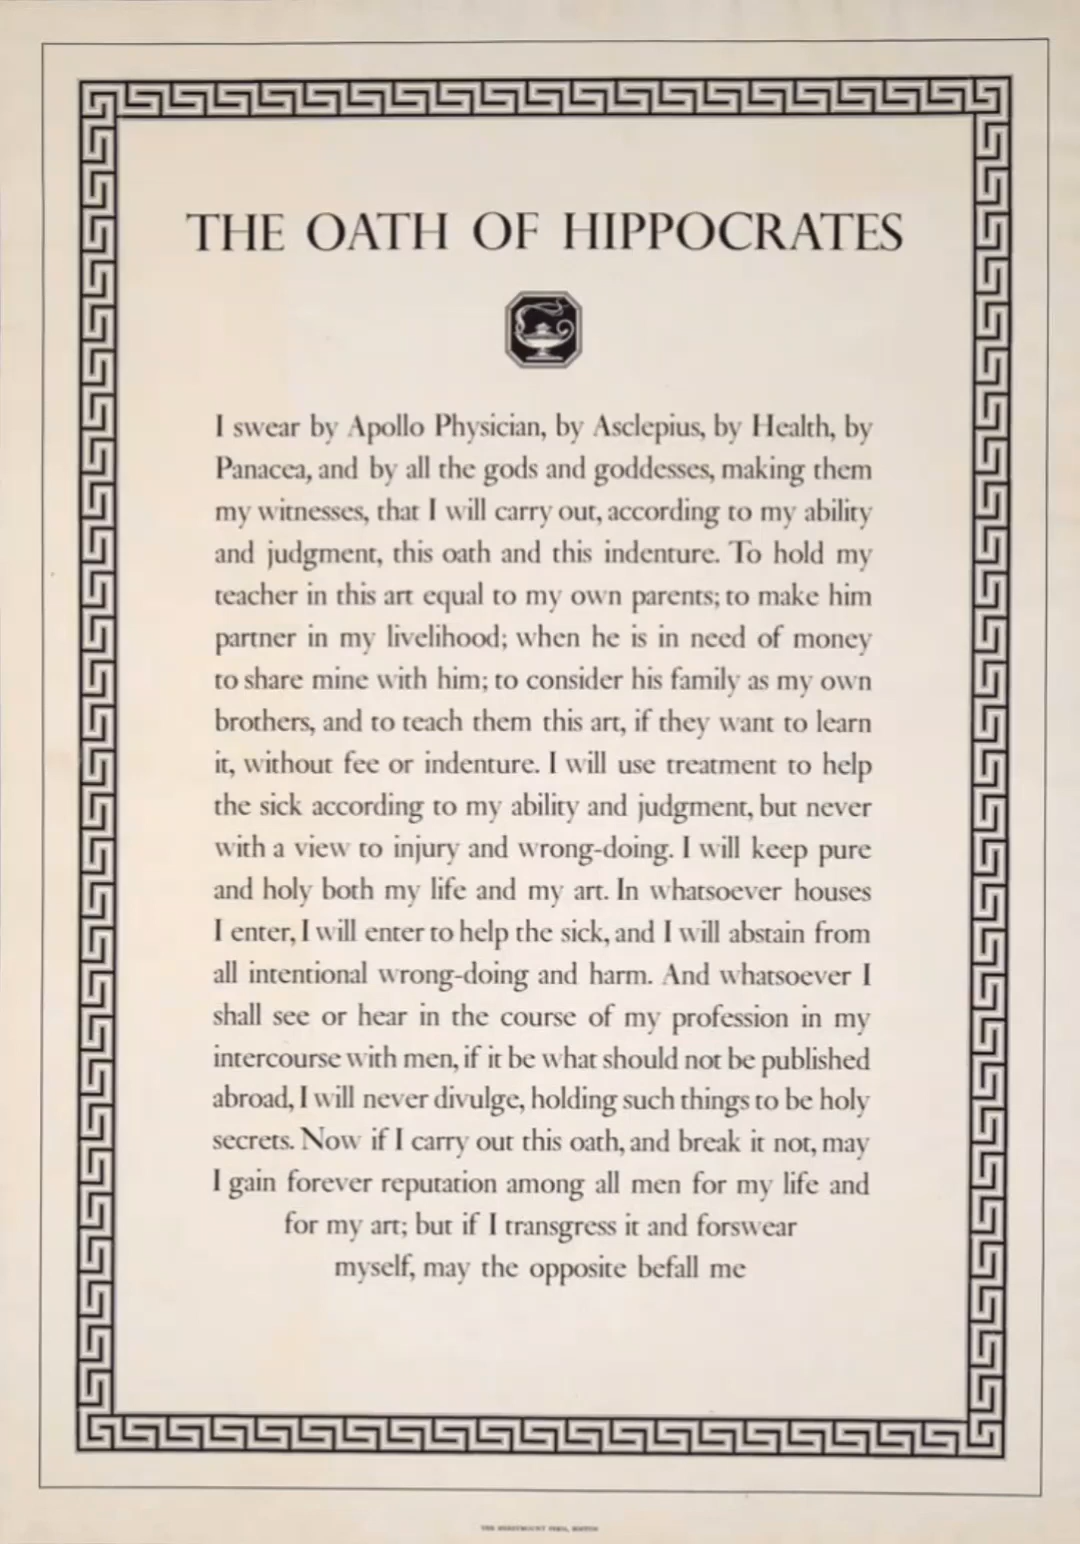 THE OATH OF HIPPOCRATES
I swear by Apollo Physician, by Asclepius, by Health, by
Panacea, and by all the gods and goddesses, making them
my witnesses, that I will carry out, according to my ability
and judgment, this oath and this indenture. To hold my
teacher in this art equal to my own parents; to make him
partner in my livelihood; when he is in need of money
to share mine with him; to consider his family as my own
brothers, and to teach them this art, if they want to learn
it, without fee or indenture. I will use treatment to help
the sick according to my ability and judgment, but never
with a view to injury and wrong-doing. I will keep pure
and holy both my life and my art. In whatsoever houses
I enter, I will enter to help the sick, and I will abstain from
all intentional wrong-doing and harm. And whatsoever I
shall see or hear in the course of my profession in my
intercourse with men, if it be what should not be published
abroad, I will never divulge, holding such things to be holy
secrets. Now if I carry out this oath, and break it not, may
I gain forever reputation among all men for my life and
for my art; but if I transgress it and forswear
myself, may the opposite befall me
THE MERRYMOUNT PRESS, BOSTON